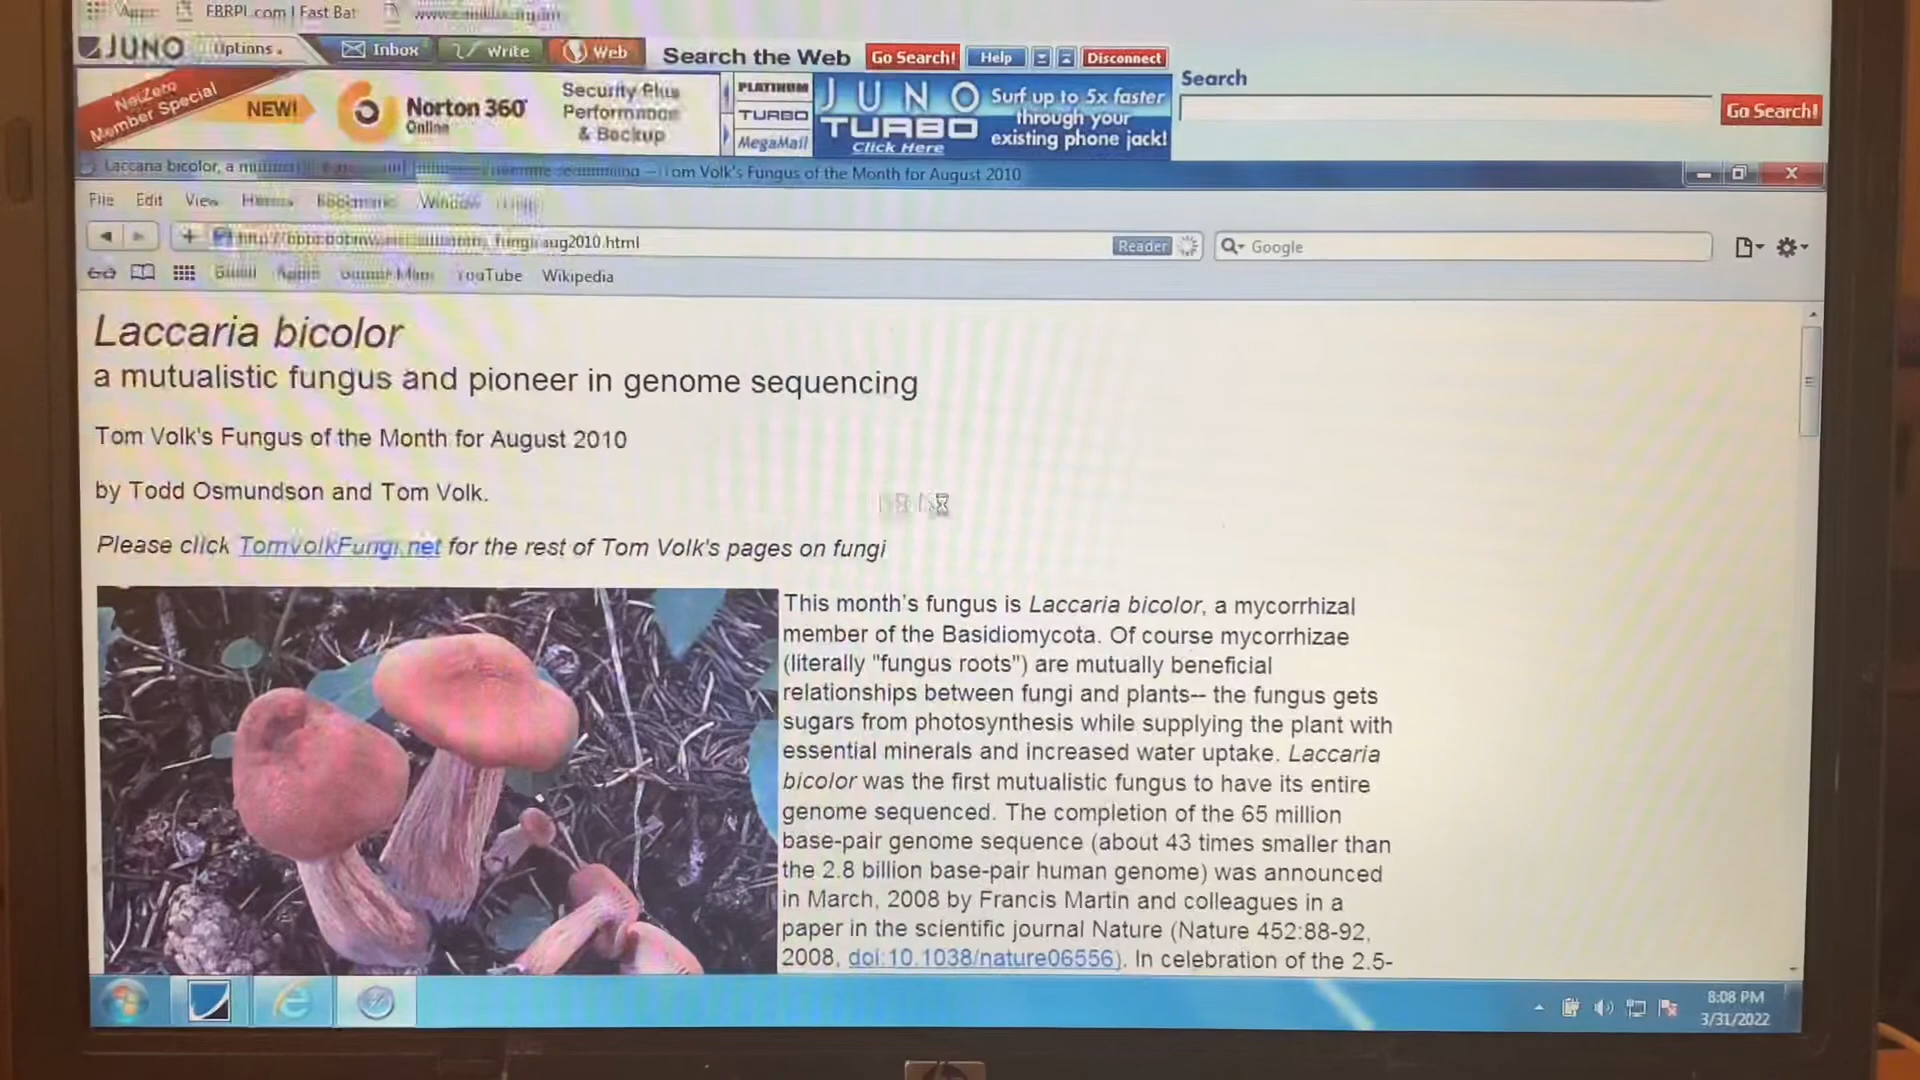 Apps FBRPL.com | Fast Bat
JUNO Options Inbox Write Web Search the Web Go Search! Help Disconnect
Search
Go Search!
NetZero
Member Special
NEW!
Norton 360
Online
Security Plus
Performance
& Backup
PLATINUM
TURBO
MegaMail
JUNO
TURBO
Click Here
Surf up to 5x faster
through your
existing phone jack!
Laccaria bicolor, a — Tom Volk's Fungus of the Month for August 2010
File Edit View Bookmarks Window
aug2010.html Reader Google
YouTube Wikipedia
Laccaria bicolor
a mutualistic fungus and pioneer in genome sequencing
Tom Volk's Fungus of the Month for August 2010
by Todd Osmundson and Tom Volk.
Please click TomVolkFungi.net for the rest of Tom Volk's pages on fungi
This month's fungus is Laccaria bicolor, a mycorrhizal
member of the Basidiomycota. Of course mycorrhizae
(literally "fungus roots") are mutually beneficial
relationships between fungi and plants-- the fungus gets
sugars from photosynthesis while supplying the plant with
essential minerals and increased water uptake. Laccaria
bicolor was the first mutualistic fungus to have its entire
genome sequenced. The completion of the 65 million
base-pair genome sequence (about 43 times smaller than
the 2.8 billion base-pair human genome) was announced
in March, 2008 by Francis Martin and colleagues in a
paper in the scientific journal Nature (Nature 452:88-92,
2008, doi:10.1038/nature06556). In celebration of the 2.5-
8:08 PM
3/31/2022